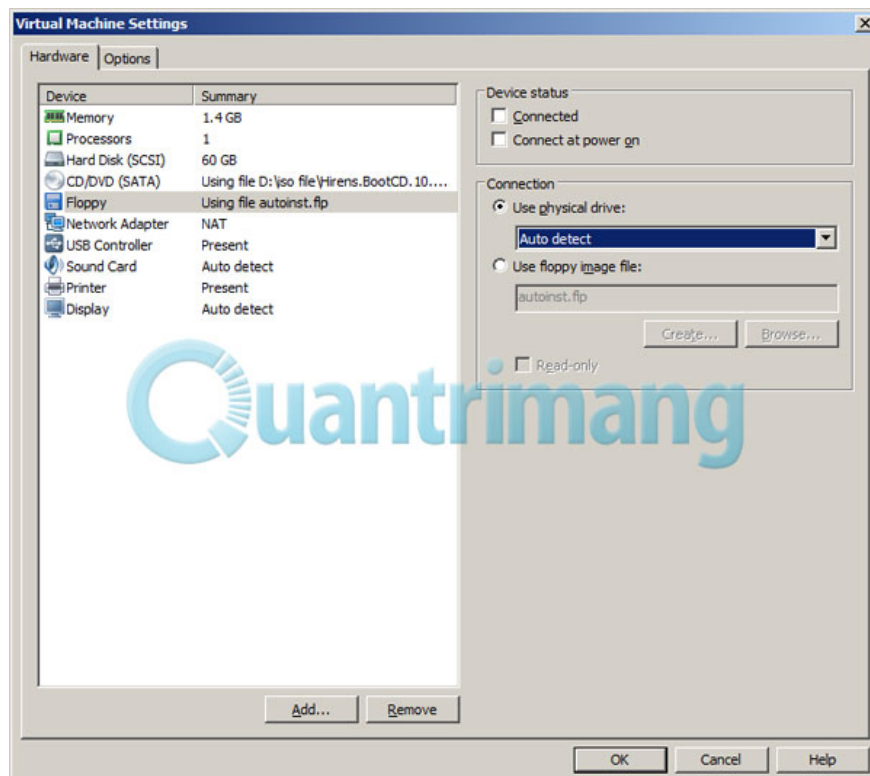 Virtual Machine Settings
Hardware Options
Device Summary
Memory 1.4 GB
Processors 1
Hard Disk (SCSI) 60 GB
CD/DVD (SATA) Using file D:\iso file\Hirens.BootCD.10....
Floppy Using file autoinst.flp
Network Adapter NAT
USB Controller Present
Sound Card Auto detect
Printer Present
Display Auto detect
Add... Remove
Device status
Connected
Connect at power on
Connection
Use physical drive:
Auto detect
Use floppy image file:
autoinst.flp
Create... Browse...
Read-only
Quantrimang
OK Cancel Help